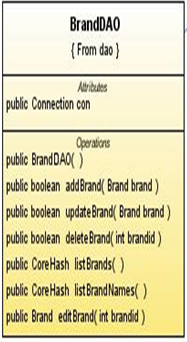 BrandDAO
{ From dao }
Attributes
public Connection con
Operations
public BrandDAO( )
public boolean addBrand( Brand brand )
public boolean updateBrand( Brand brand )
public boolean deleteBrand( int brandid )
public CoreHash listBrands( )
public CoreHash listBrandNames( )
public Brand editBrand( int brandid )